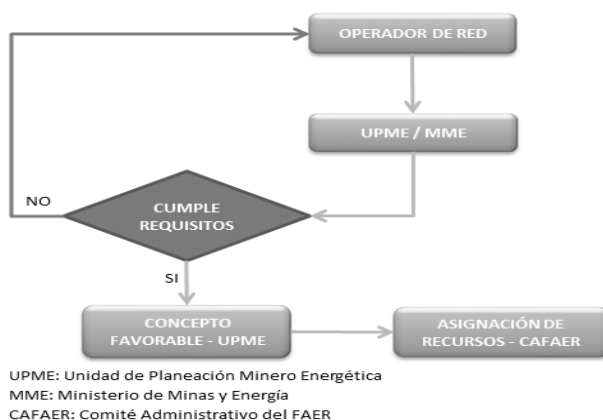 OPERADOR DE RED
UPME / MME
CUMPLE
REQUISITOS
NO
SI
CONCEPTO
FAVORABLE - UPME
ASIGNACIÓN DE
RECURSOS - CAFAER
UPME: Unidad de Planeación Minero Energética
MME: Ministerio de Minas y Energía
CAFAER: Comité Administrativo del FAER